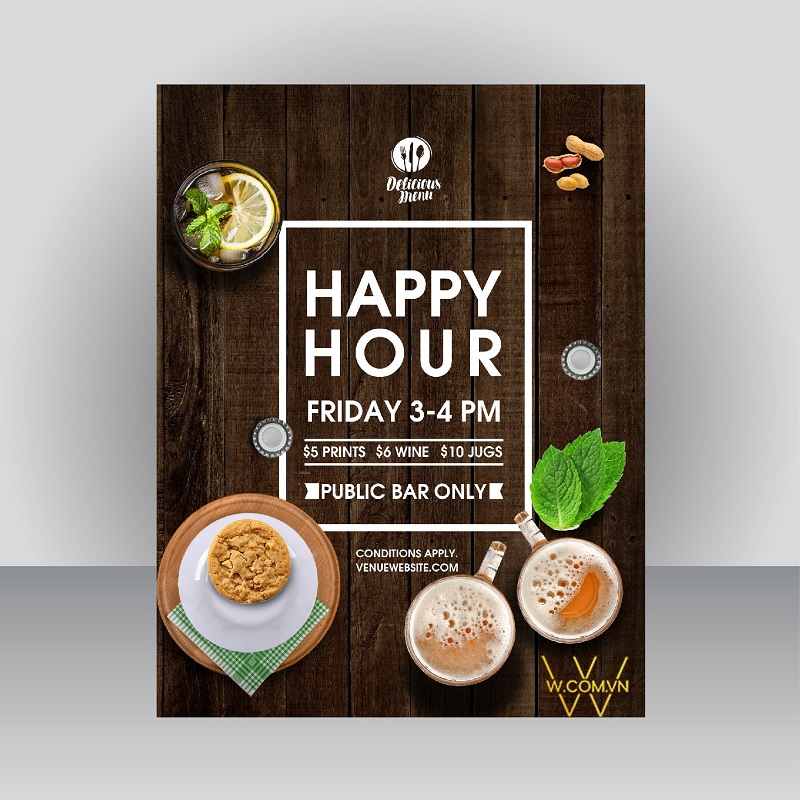 Delicious
menu
HAPPY
HOUR
FRIDAY 3-4 PM
$5 PRINTS $6 WINE $10 JUGS
PUBLIC BAR ONLY
CONDITIONS APPLY.
VENUEWEBSITE.COM
W.COM.VN